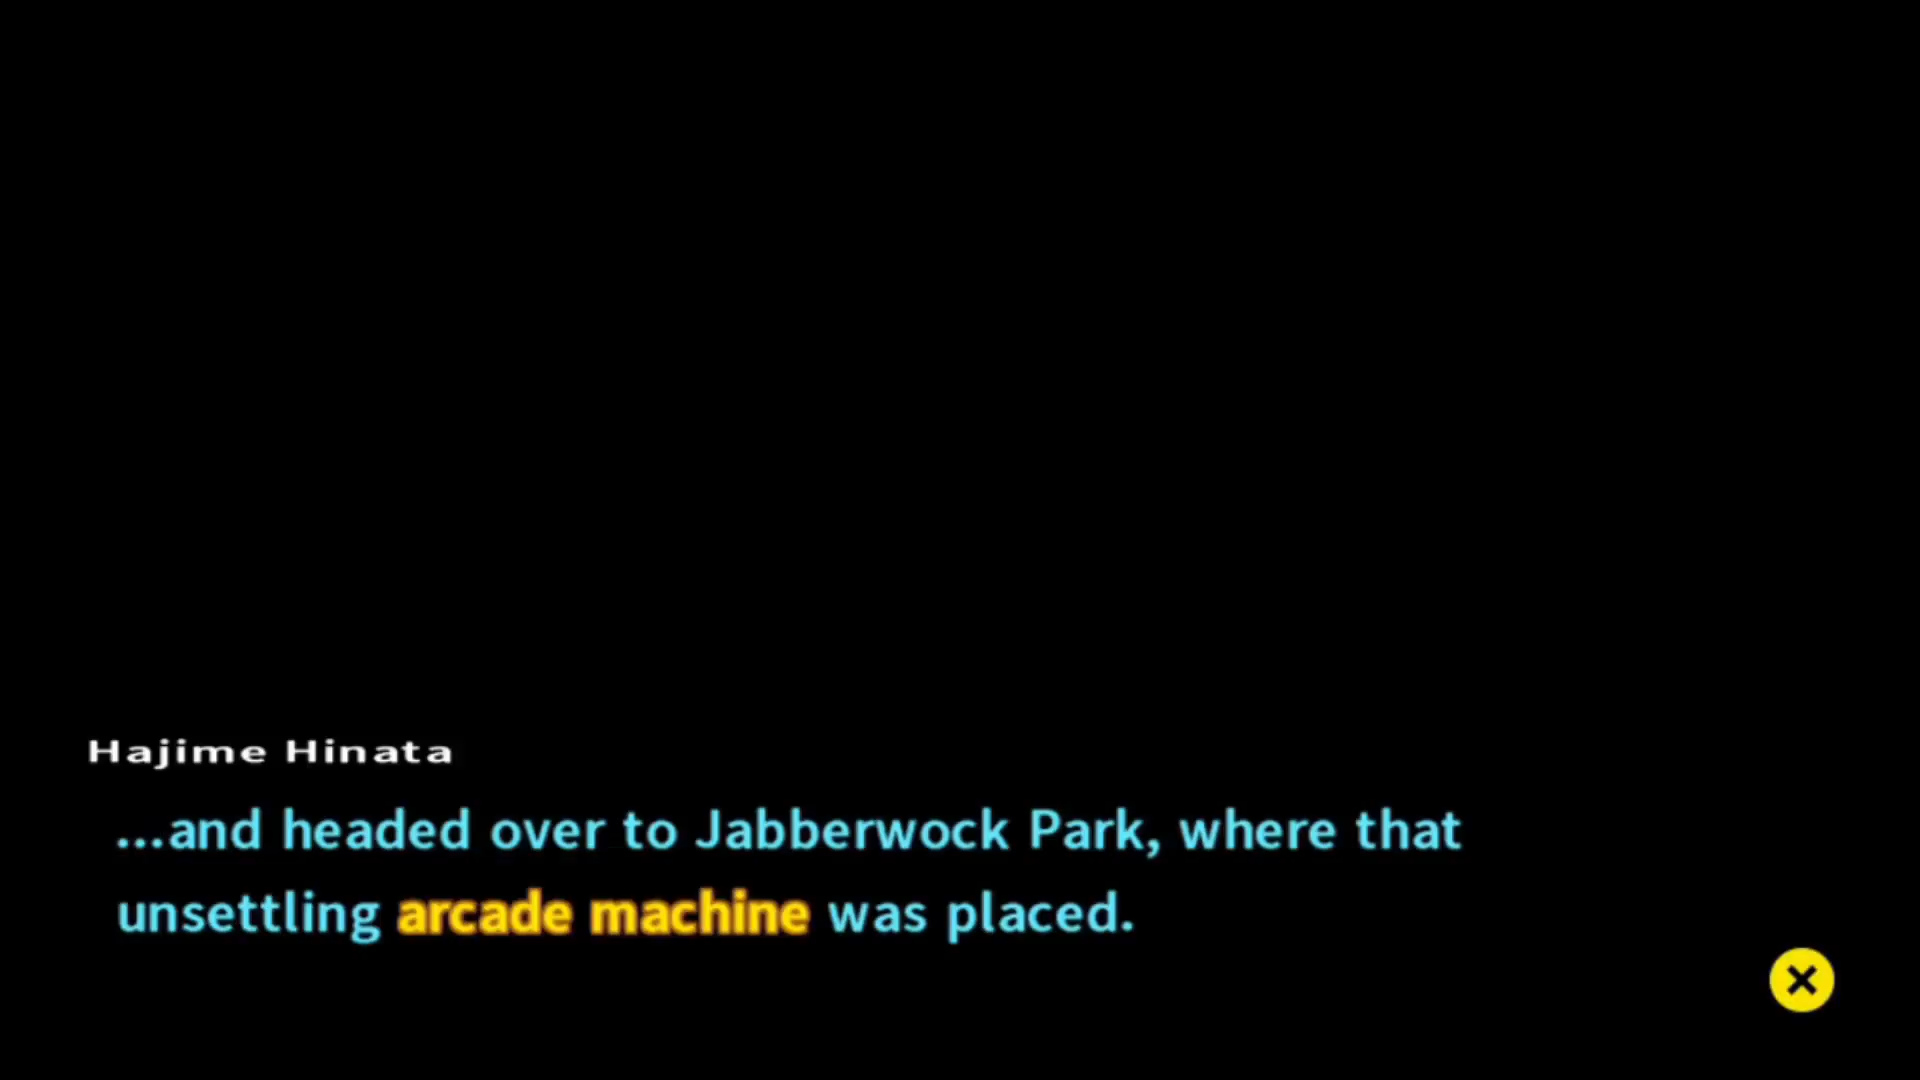 Hajime Hinata
...and headed over to Jabberwock Park, where that
unsettling arcade machine was placed.